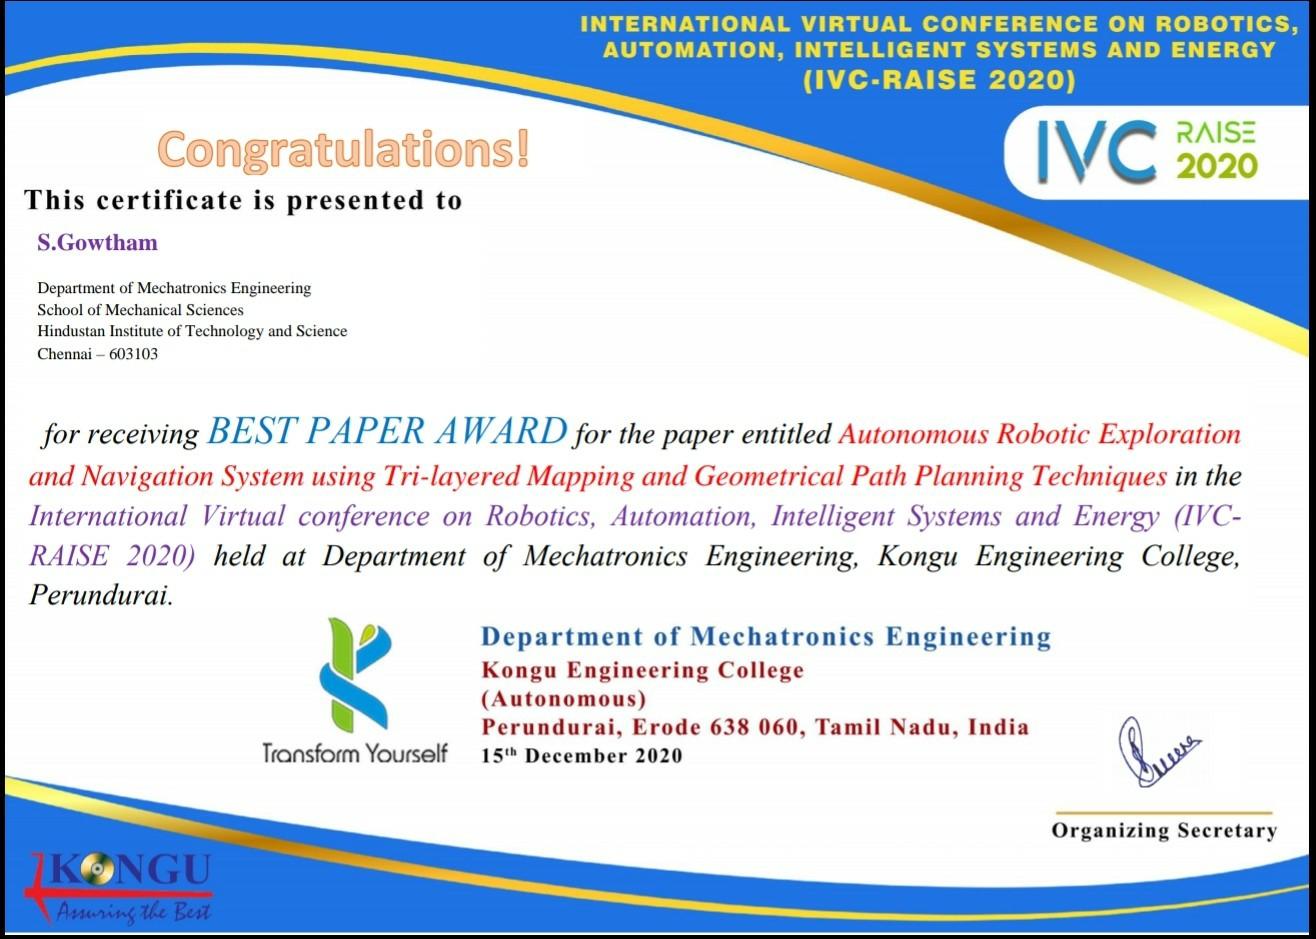 INTERNATIONAL VIRTUAL CONFERENCE ON ROBOTICS,
AUTOMATION, INTELLIGENT SYSTEMS AND ENERGY
(IVC-RAISE 2020)
IVC RAISE
2020
Congratulations!
This certificate is presented to
S.Gowtham
Department of Mechatronics Engineering
School of Mechanical Sciences
Hindustan Institute of Technology and Science
Chennai – 603103
for receiving BEST PAPER AWARD for the paper entitled Autonomous Robotic Exploration
and Navigation System using Tri-layered Mapping and Geometrical Path Planning Techniques in the
International Virtual conference on Robotics, Automation, Intelligent Systems and Energy (IVC-
RAISE 2020) held at Department of Mechatronics Engineering, Kongu Engineering College,
Perundurai.
Transform Yourself
Department of Mechatronics Engineering
Kongu Engineering College
(Autonomous)
Perundurai, Erode 638 060, Tamil Nadu, India
15th December 2020
Organizing Secretary
KONGU
Assuring the Best